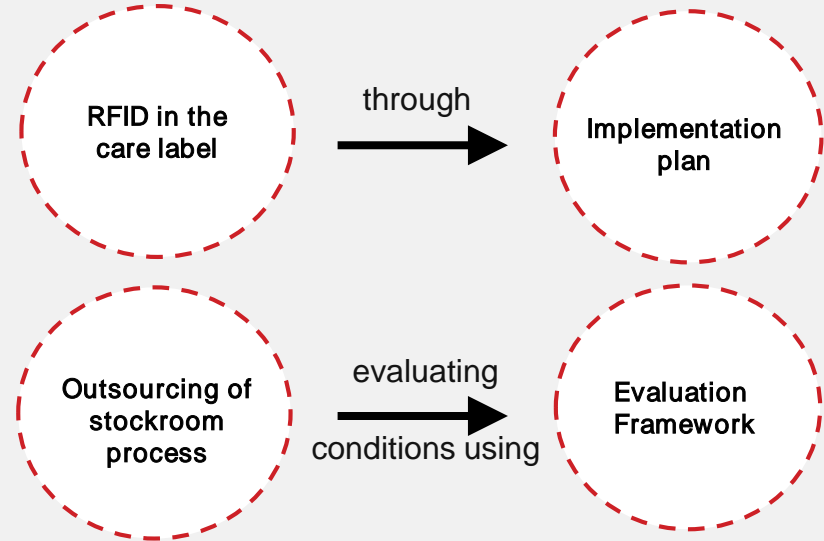 RFID in the
care label
through
Implementation
plan
Outsourcing of
stockroom
process
evaluating
conditions using
Evaluation
Framework